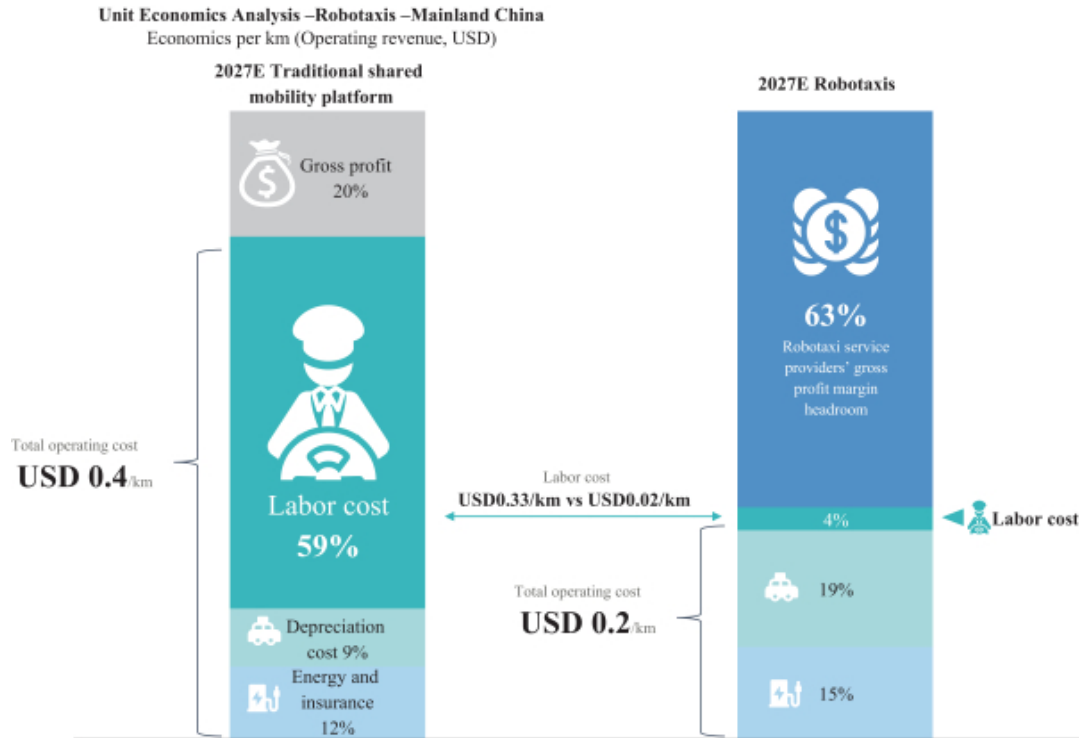 Unit Economics Analysis –Robotaxis –Mainland China
Economics per km (Operating revenue, USD)
2027E Traditional shared
mobility platform
Gross profit
20%
Labor cost
59%
Depreciation
cost 9%
Energy and
insurance
12%
Total operating cost
USD 0.4/km
Labor cost
USD0.33/km vs USD0.02/km
2027E Robotaxis
63%
Robotaxi service
providers' gross
profit margin
headroom
4%
Labor cost
19%
15%
Total operating cost
USD 0.2/km